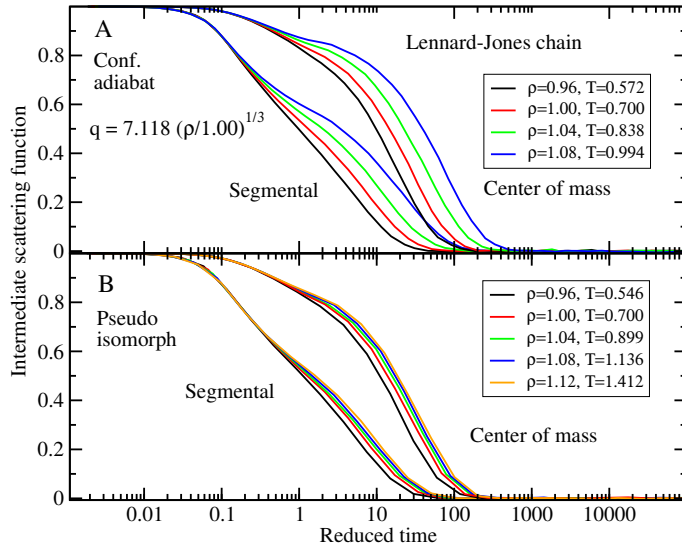 Intermediate scattering function
1
0.8
0.6
0.4
0.2
0
A
Conf.
adiabat
Lennard-Jones chain
q = 7.118 (ρ/1.00)^1/3
Segmental
Center of mass
ρ=0.96, T=0.572
ρ=1.00, T=0.700
ρ=1.04, T=0.838
ρ=1.08, T=0.994
0.8
0.6
0.4
0.2
0
B
Pseudo
isomorph
Segmental
Center of mass
ρ=0.96, T=0.546
ρ=1.00, T=0.700
ρ=1.04, T=0.899
ρ=1.08, T=1.136
ρ=1.12, T=1.412
0.01 0.1 1 10 100 1000 10000
Reduced time